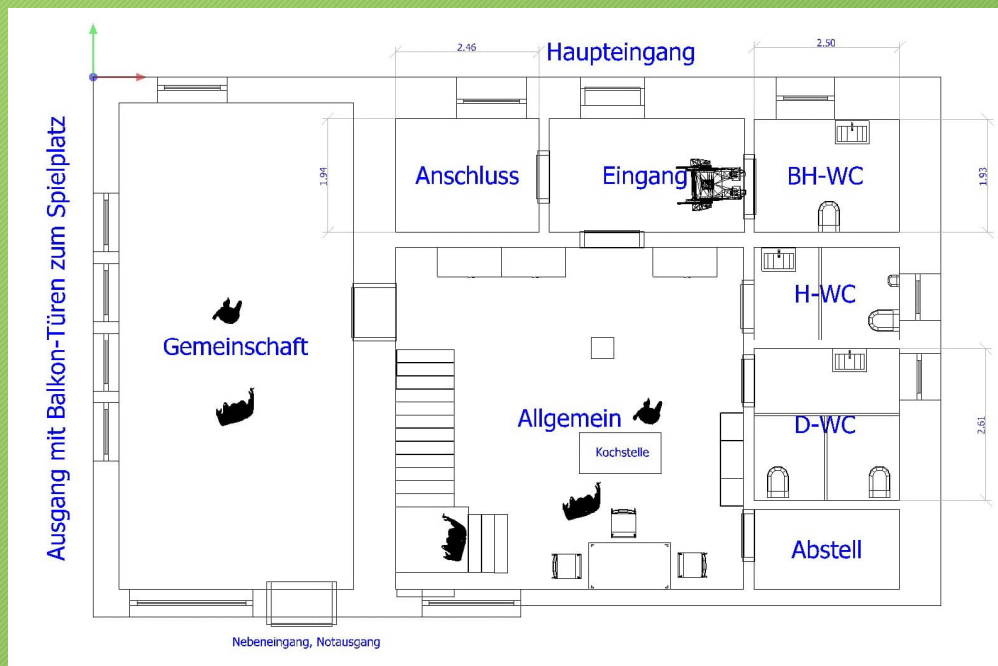 2.46
Haupteingang
2.50
Ausgang mit Balkon-Türen zum Spielplatz
1.94
Anschluss
Eingang
BH-WC
1.93
H-WC
Gemeinschaft
Allgemein
D-WC
2.61
Kochstelle
Abstell
Nebeneingang, Notausgang